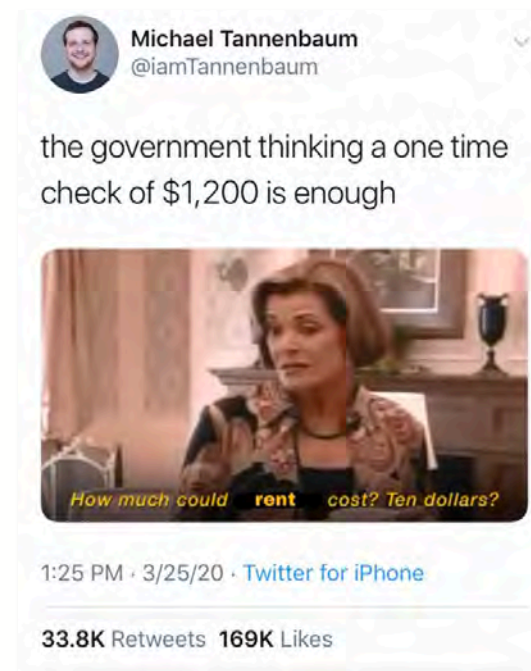 Michael Tannenbaum
@iamTannenbaum
the government thinking a one time
check of $1,200 is enough
How much could rent cost? Ten dollars?
1:25 PM · 3/25/20 · Twitter for iPhone
33.8K Retweets 169K Likes